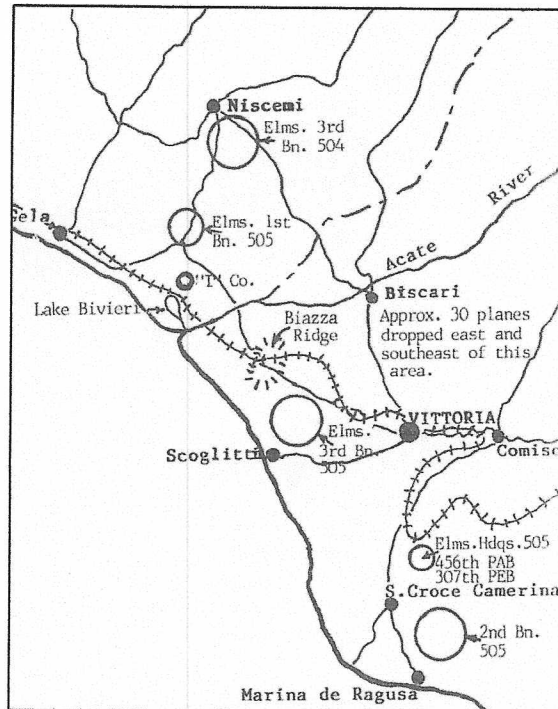 Niscemi
Elms. 3rd
Bn. 504
Gela
Elms. 1st
Bn. 505
"I" Co.
Lake Bivieri
Biazza
Ridge
Acate River
Biscari
Approx. 30 planes
dropped east and
southeast of this
area.
VITTORIA
Elms.
3rd Bn.
505
Scoglitti
Comiso
Elms.Hdqs.505
456th PAB
307th PEB
S.Croce Camerina
2nd Bn.
505
Marina de Ragusa